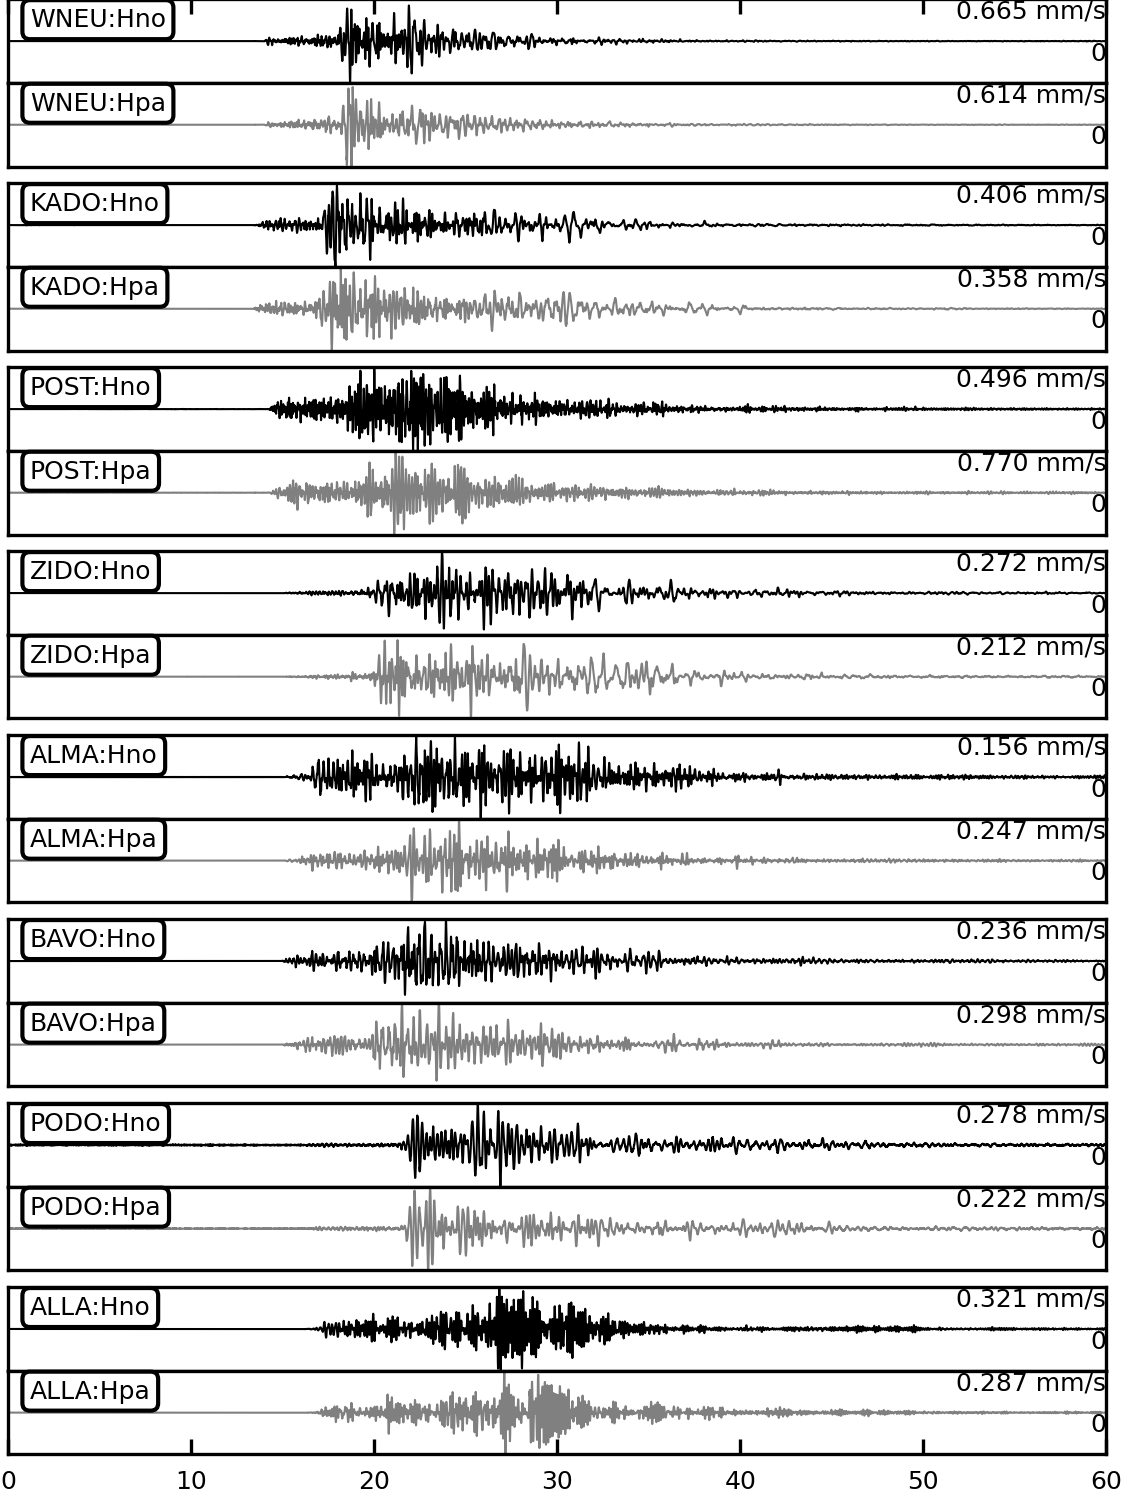 WNEU:Hno 0.665 mm/s
0
WNEU:Hpa 0.614 mm/s
0
KADO:Hno 0.406 mm/s
0
KADO:Hpa 0.358 mm/s
0
POST:Hno 0.496 mm/s
0
POST:Hpa 0.770 mm/s
0
ZIDO:Hno 0.272 mm/s
0
ZIDO:Hpa 0.212 mm/s
0
ALMA:Hno 0.156 mm/s
0
ALMA:Hpa 0.247 mm/s
0
BAVO:Hno 0.236 mm/s
0
BAVO:Hpa 0.298 mm/s
0
PODO:Hno 0.278 mm/s
0
PODO:Hpa 0.222 mm/s
0
ALLA:Hno 0.321 mm/s
0
ALLA:Hpa 0.287 mm/s
0
0 10 20 30 40 50 60